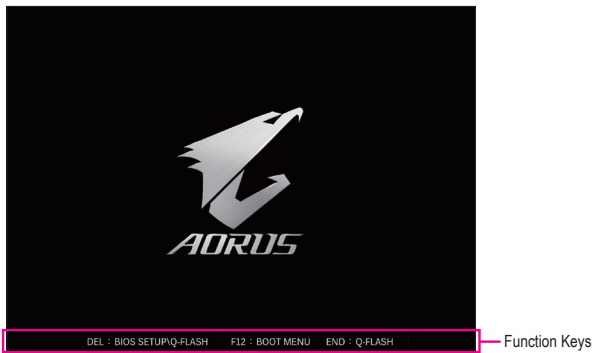 AORUS
DEL : BIOS SETUP\Q-FLASH F12 : BOOT MENU END : Q-FLASH
Function Keys